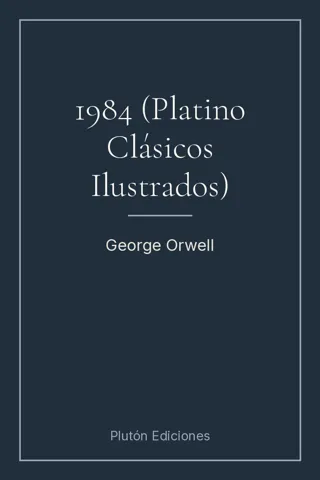 1984 (Platino
Clásicos
Ilustrados)
George Orwell
Plutón Ediciones